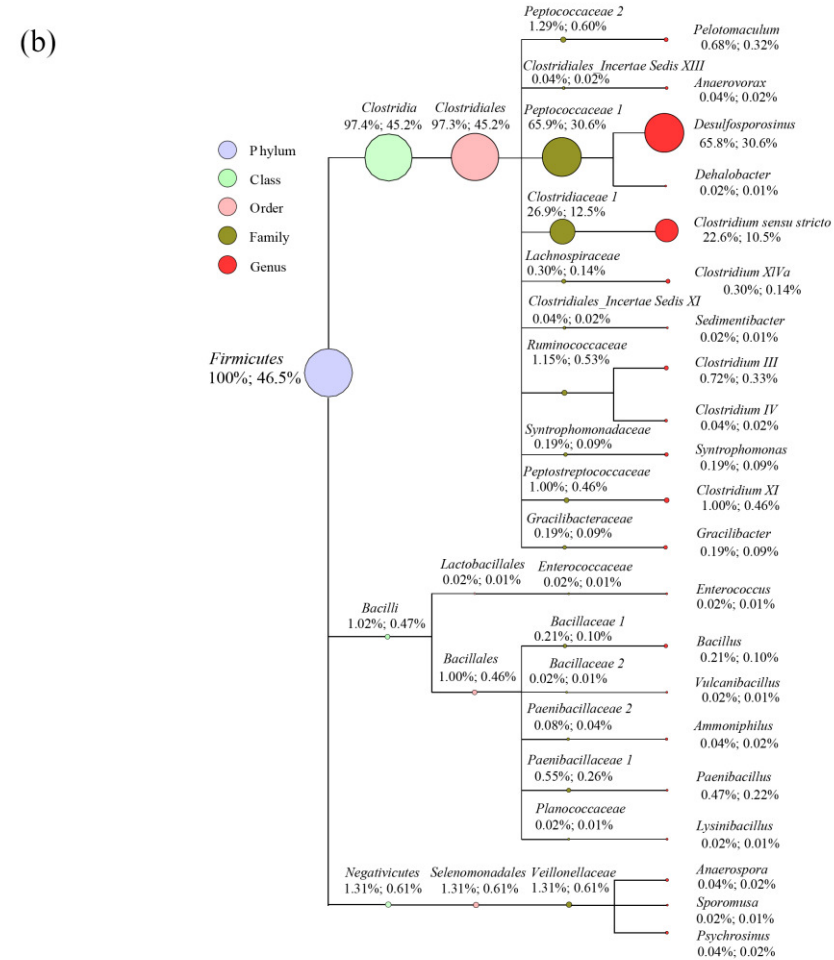 (b)
Phylum
Class
Order
Family
Genus
Firmicutes
100%; 46.5%
Clostridia
97.4%; 45.2%
Clostridiales
97.3%; 45.2%
Peptococcaceae 2
1.29%; 0.60%
Pelotomaculum
0.68%; 0.32%
Clostridiales_Incertae Sedis XIII
0.04%; 0.02%
Anaerovorax
0.04%; 0.02%
Peptococcaceae 1
65.9%; 30.6%
Desulfosporosinus
65.8%; 30.6%
Dehalobacter
0.02%; 0.01%
Clostridiaceae 1
26.9%; 12.5%
Clostridium sensu stricto
22.6%; 10.5%
Lachnospiraceae
0.30%; 0.14%
Clostridium XlVa
0.30%; 0.14%
Clostridiales_Incertae Sedis XI
0.04%; 0.02%
Sedimentibacter
0.02%; 0.01%
Ruminococcaceae
1.15%; 0.53%
Clostridium III
0.72%; 0.33%
Clostridium IV
0.04%; 0.02%
Syntrophomonadaceae
0.19%; 0.09%
Syntrophomonas
0.19%; 0.09%
Peptostreptococcaceae
1.00%; 0.46%
Clostridium XI
1.00%; 0.46%
Gracilibacteraceae
0.19%; 0.09%
Gracilibacter
0.19%; 0.09%
Bacilli
1.02%; 0.47%
Lactobacillales
0.02%; 0.01%
Enterococcaceae
0.02%; 0.01%
Enterococcus
0.02%; 0.01%
Bacillales
1.00%; 0.46%
Bacillaceae 1
0.21%; 0.10%
Bacillus
0.21%; 0.10%
Bacillaceae 2
0.02%; 0.01%
Vulcanibacillus
0.02%; 0.01%
Paenibacillaceae 2
0.08%; 0.04%
Ammoniphilus
0.04%; 0.02%
Paenibacillaceae 1
0.55%; 0.26%
Paenibacillus
0.47%; 0.22%
Planococcaceae
0.02%; 0.01%
Lysinibacillus
0.02%; 0.01%
Negativicutes
1.31%; 0.61%
Selenomonadales
1.31%; 0.61%
Veillonellaceae
1.31%; 0.61%
Anaerospora
0.04%; 0.02%
Sporomusa
0.02%; 0.01%
Psychrosinus
0.04%; 0.02%